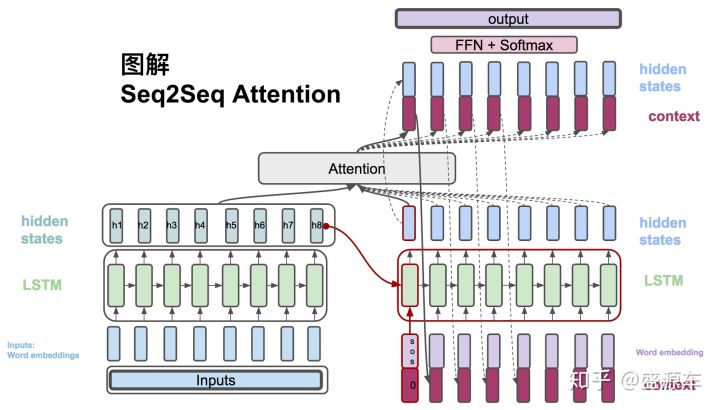 output
FFN + Softmax
图解
Seq2Seq Attention
hidden
states
context
Attention
hidden
states
h1 h2 h3 h4 h5 h6 h7 h8
hidden
states
LSTM
LSTM
Inputs:
Word embeddings
sos
Word embedding
Inputs
0
context
知乎 @盛源车